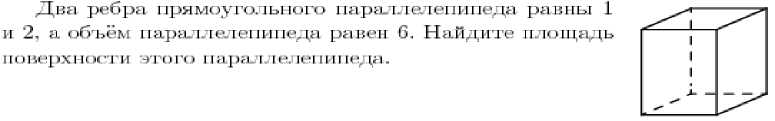 Два ребра прямоугольного параллелепипеда равны 1
и 2, а объём параллелепипеда равен 6. Найдите площадь
поверхности этого параллелепипеда.